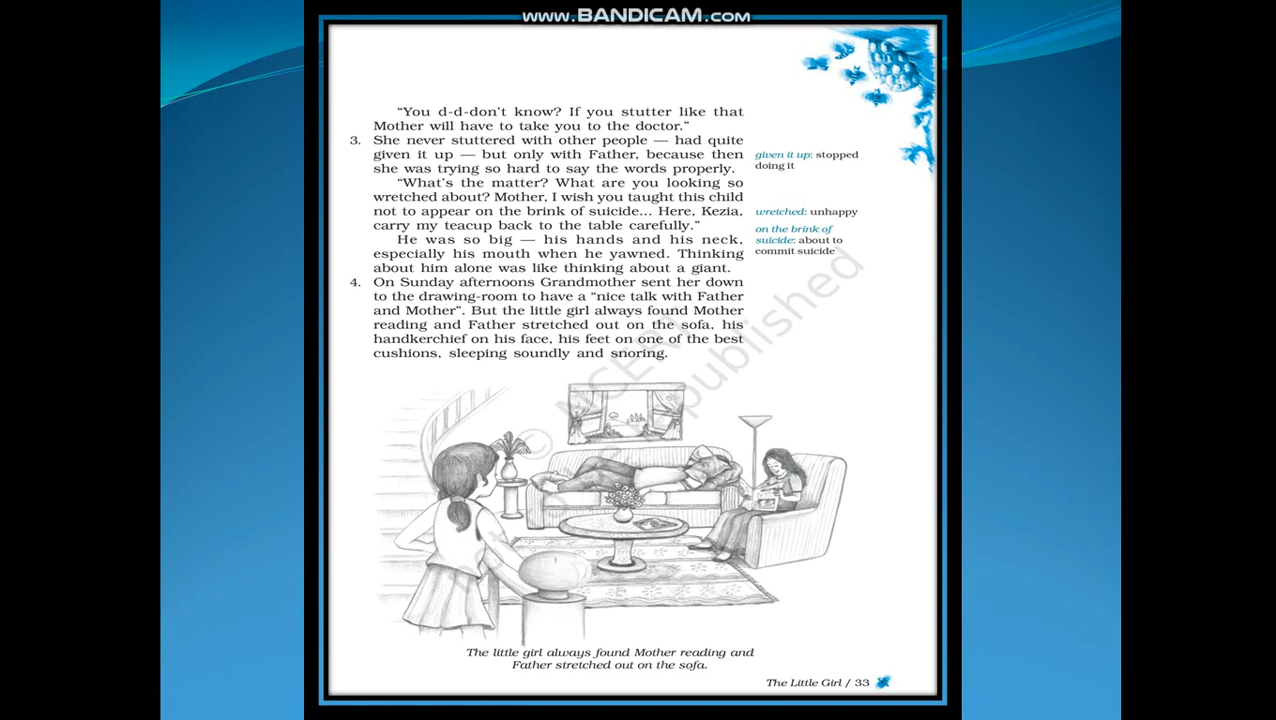 www.BANDICAM.com
“You d-d-don’t know? If you stutter like that
Mother will have to take you to the doctor.”
3. She never stuttered with other people — had quite
given it up — but only with Father, because then
she was trying so hard to say the words properly.
“What’s the matter? What are you looking so
wretched about? Mother, I wish you taught this child
not to appear on the brink of suicide... Here, Kezia,
carry my teacup back to the table carefully.”
He was so big — his hands and his neck,
especially his mouth when he yawned. Thinking
about him alone was like thinking about a giant.
4. On Sunday afternoons Grandmother sent her down
to the drawing-room to have a “nice talk with Father
and Mother”. But the little girl always found Mother
reading and Father stretched out on the sofa, his
handkerchief on his face, his feet on one of the best
cushions, sleeping soundly and snoring.
given it up: stopped
doing it
wretched: unhappy
on the brink of
suicide: about to
commit suicide
© NCERT
published
The little girl always found Mother reading and
Father stretched out on the sofa.
The Little Girl / 33